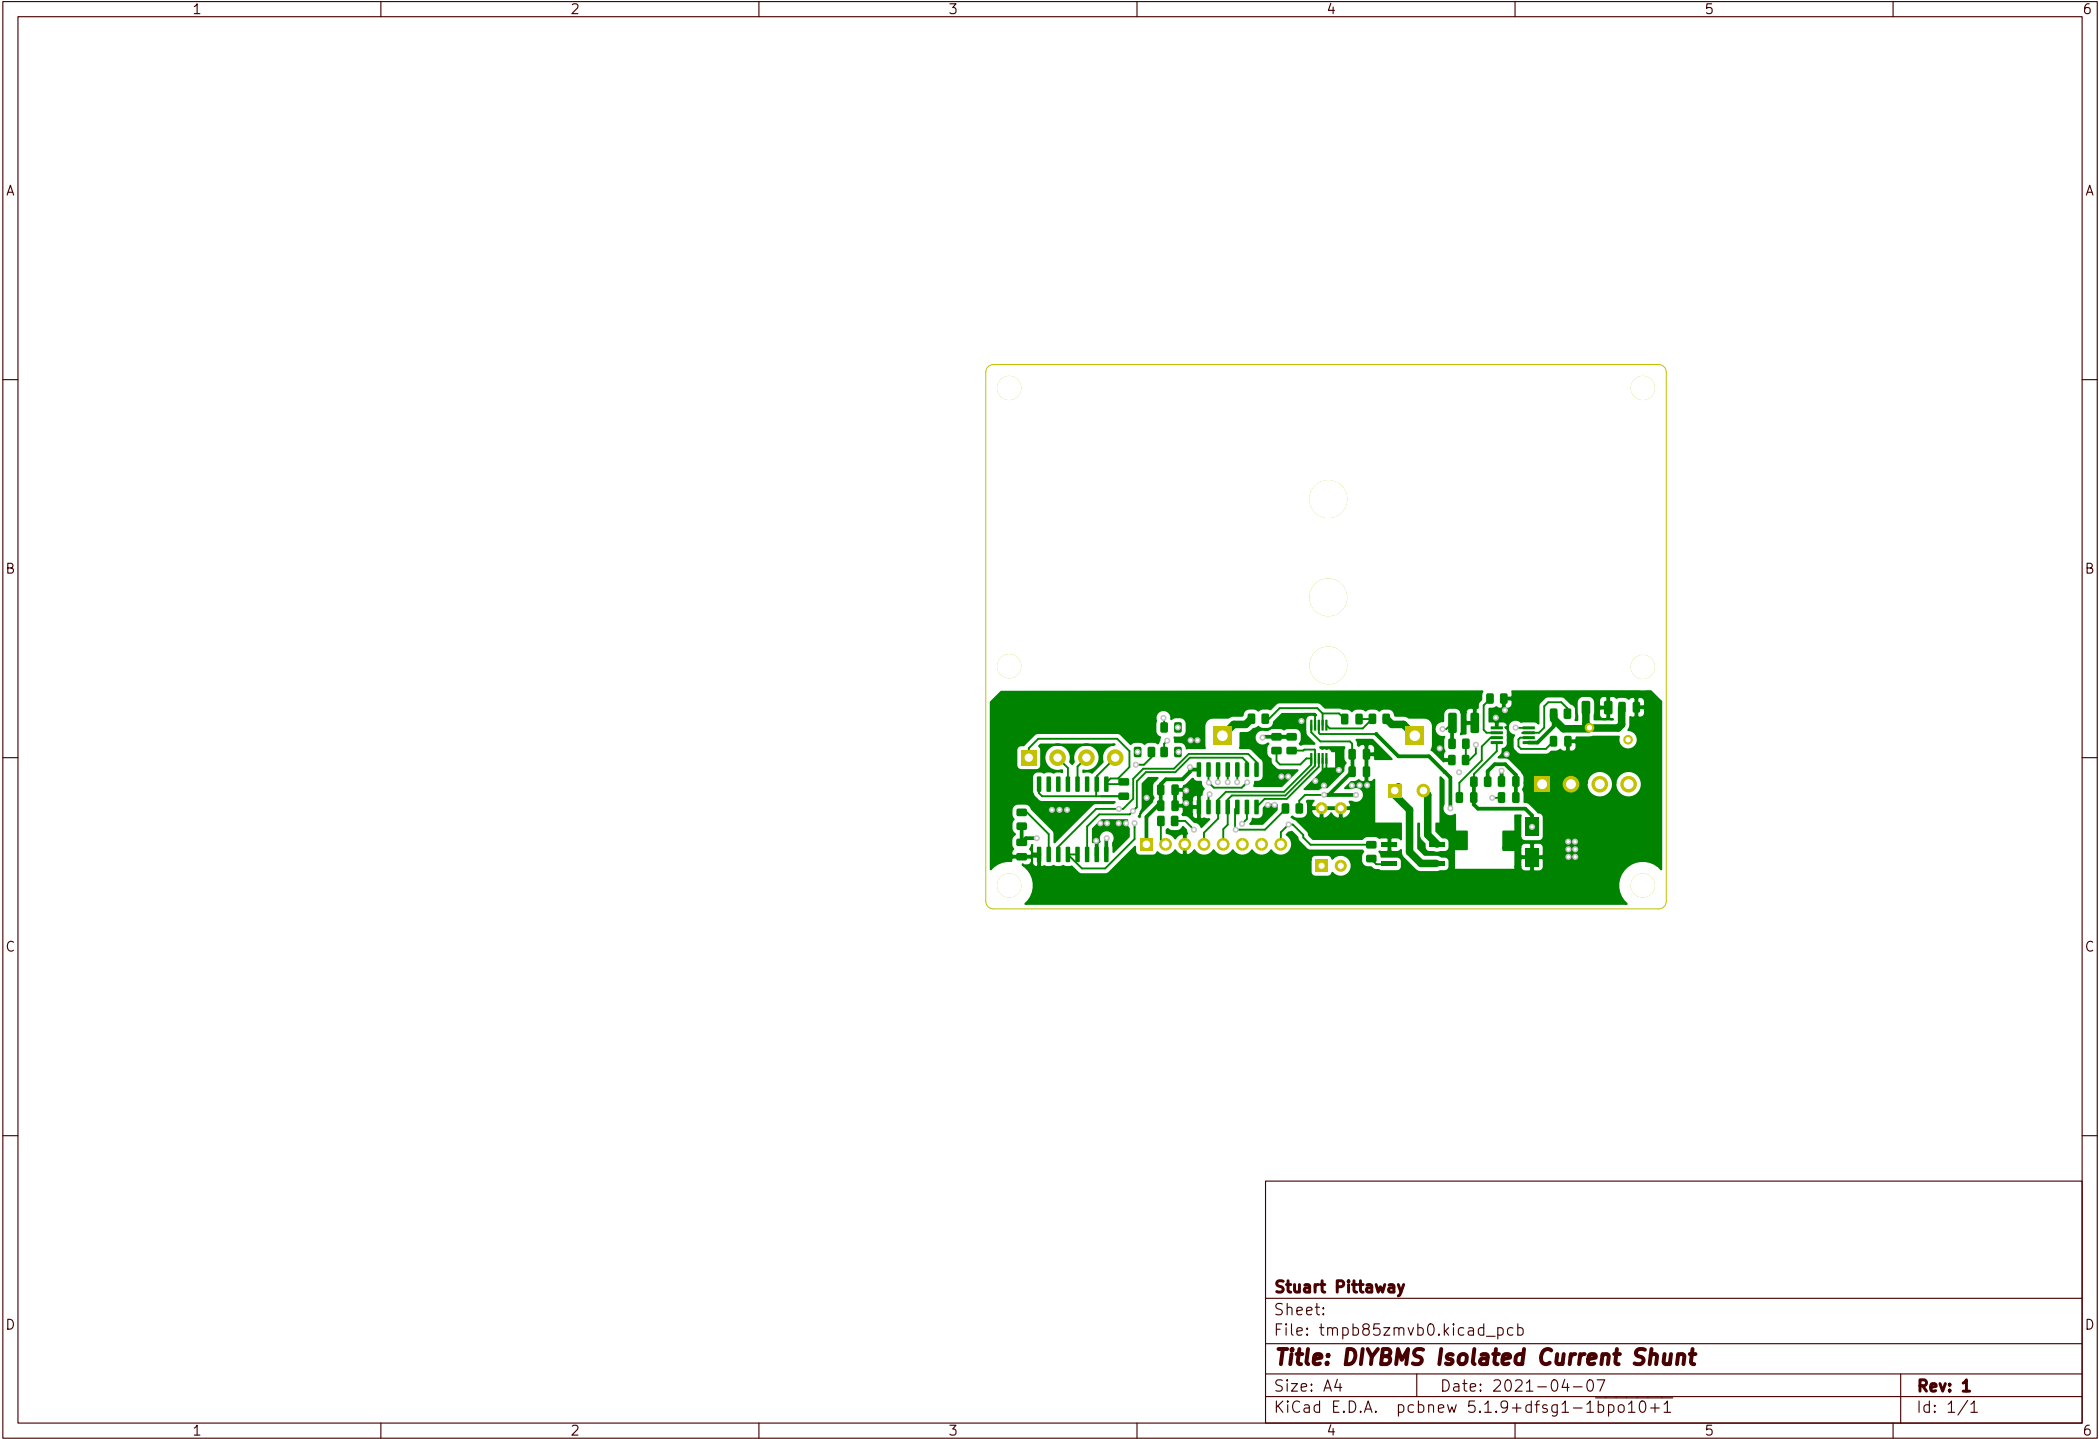 1 2 3 4 5 6
A A
B B
C C
D D
Stuart Pittaway
Sheet:
File: tmpb85zmvb0.kicad_pcb
Title: DIYBMS Isolated Current Shunt
Size: A4 Date: 2021-04-07 Rev: 1
KiCad E.D.A. pcbnew 5.1.9+dfsg1-1bpo10+1 Id: 1/1
1 2 3 4 5 6